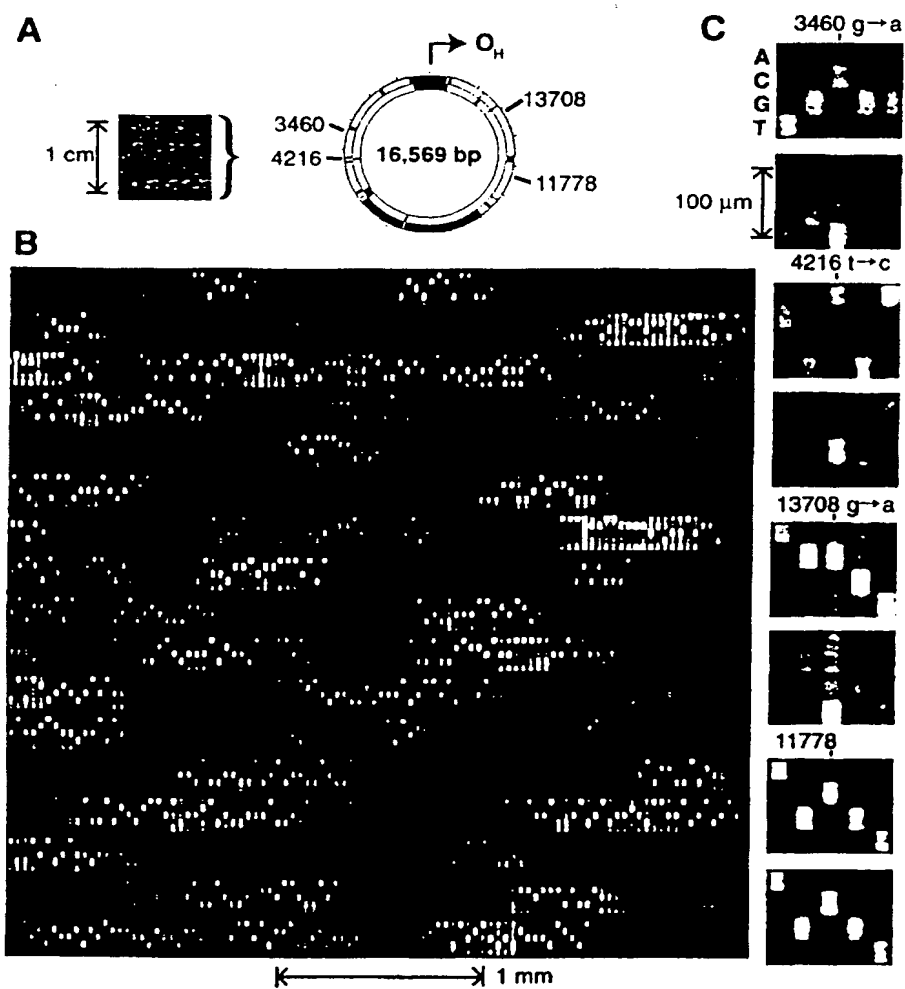 A
O_H
13708
3460
1 cm
4216
16,569 bp
11778
B
1 mm
C
3460 g→a
A
C
G
T
100 μm
4216 t→c
13708 g→a
11778